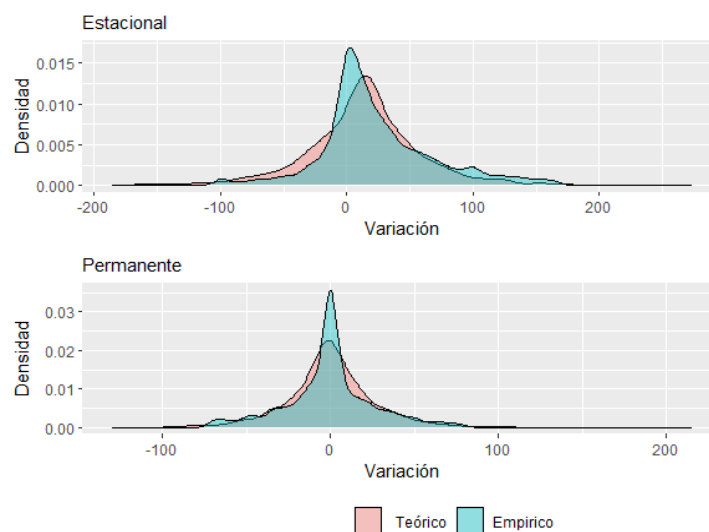 Estacional
0.015
0.010
0.005
0.000
Densidad
-200 -100 0 100 200
Variación
Permanente
0.03
0.02
0.01
0.00
Densidad
-100 0 100 200
Variación
Teórico Empirico